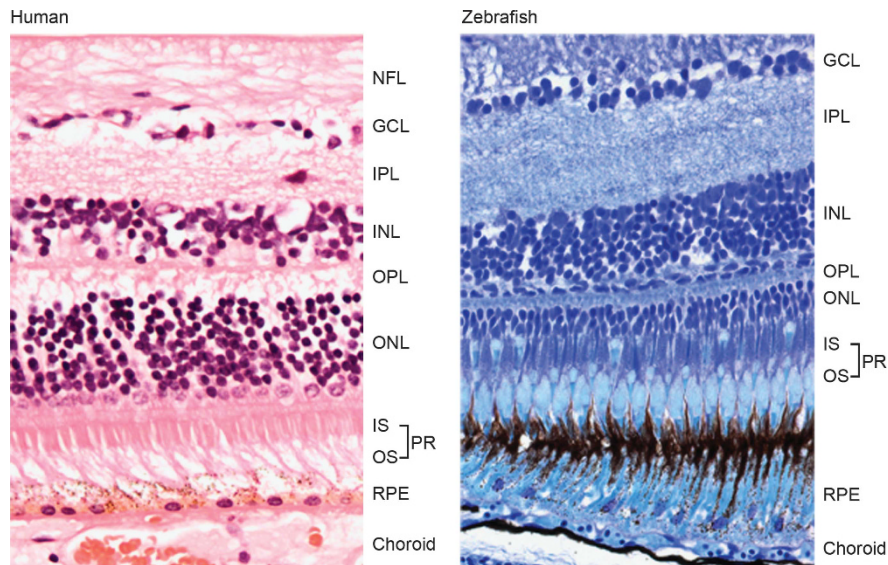 Human
NFL
GCL
IPL
INL
OPL
ONL
IS
PR
OS
RPE
Choroid
Zebrafish
GCL
IPL
INL
OPL
ONL
IS
PR
OS
RPE
Choroid